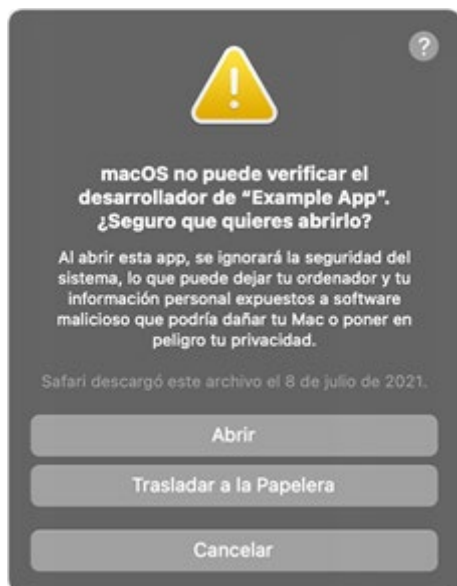 ?
!
macOS no puede verificar el
desarrollador de “Example App”.
¿Seguro que quieres abrirlo?
Al abrir esta app, se ignorará la seguridad del
sistema, lo que puede dejar tu ordenador y tu
información personal expuestos a software
malicioso que podría dañar tu Mac o poner en
peligro tu privacidad.
Safari descargó este archivo el 8 de julio de 2021.
Abrir
Trasladar a la Papelera
Cancelar